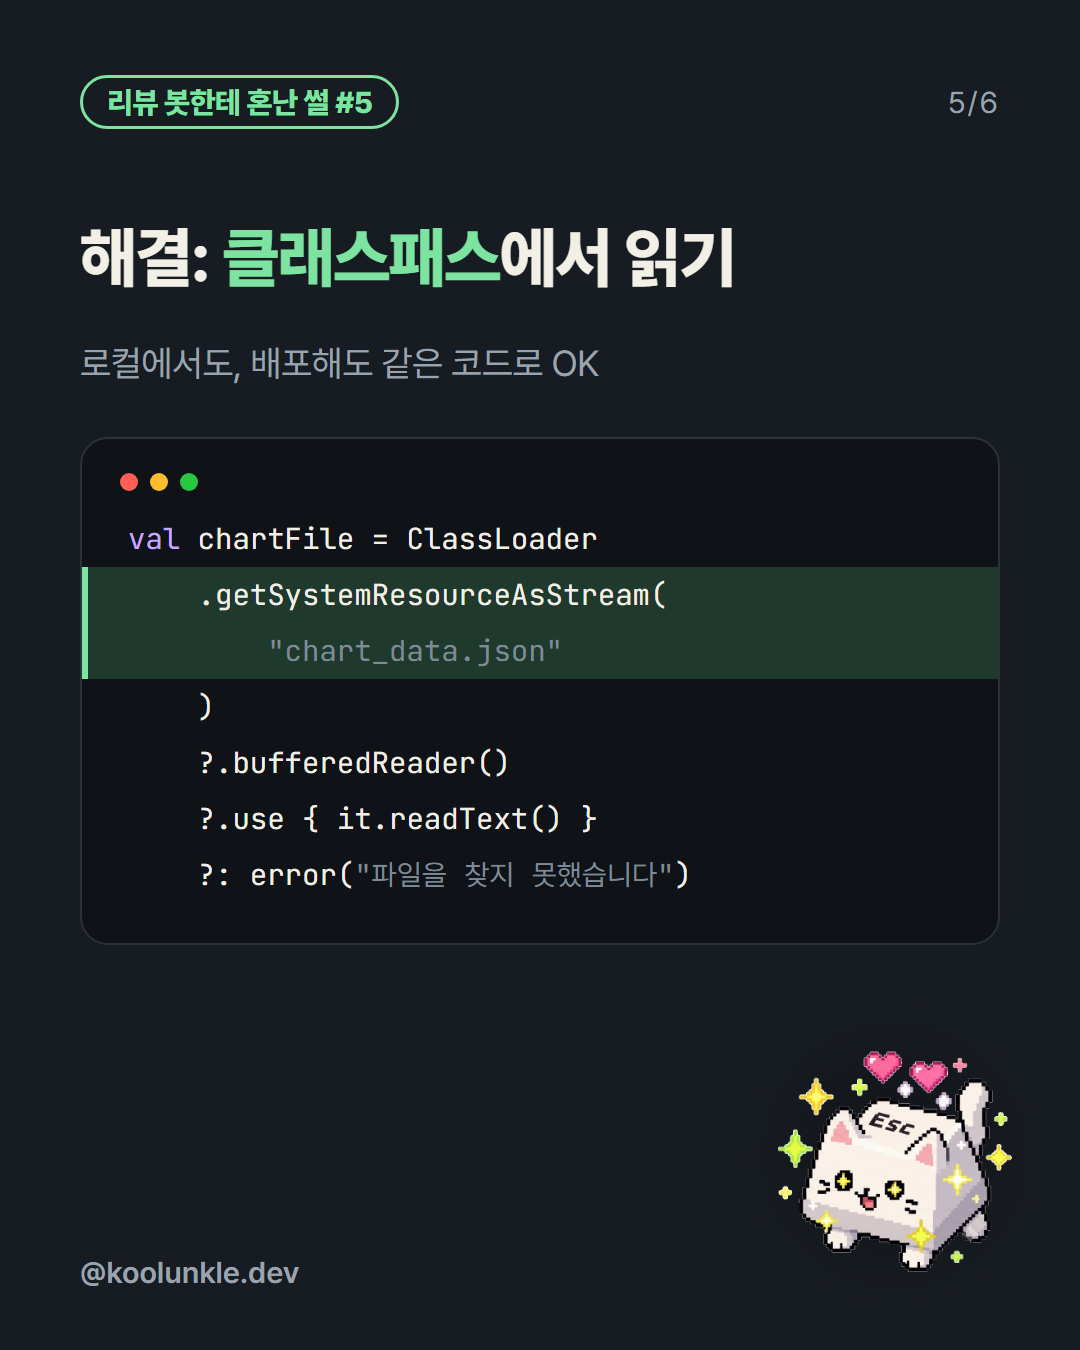 리뷰 봇한테 혼난 썰 #5
5/6
해결: 클래스패스에서 읽기
로컬에서도, 배포해도 같은 코드로 OK
val chartFile = ClassLoader
    .getSystemResourceAsStream(
        "chart_data.json"
    )
    ?.bufferedReader()
    ?.use { it.readText() }
    ?: error("파일을 찾지 못했습니다")
Esc
@koolunkle.dev